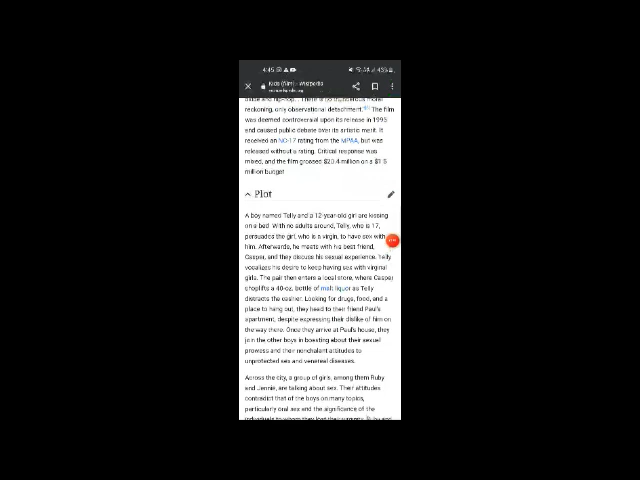 4:45
Kids (film) - Wikipedia
reckoning, only observational detachment." The film
was deemed controversial upon its release in 1995
and caused public debate over its artistic merit. It
received an NC-17 rating from the MPAA, but was
released without a rating. Critical response was
mixed, and the film grossed $20.4 million on a $1.5
million budget
Plot
A boy named Telly and a 12-year-old girl are kissing
on a bed. With no adults around, Telly, who is 17,
persuades the girl, who is a virgin, to have sex with
him. Afterwards, he meets with his best friend,
Casper, and they discuss his sexual experience. Telly
vocalizes his desire to keep having sex with virginal
girls. The pair then enters a local store, where Casper
shoplifts a 40-oz. bottle of malt liquor as Telly
distracts the cashier. Looking for drugs, food, and a
place to hang out, they head to their friend Paul's
apartment, despite expressing their dislike of him on
the way there. Once they arrive at Paul's house, they
join the other boys in boasting about their sexual
prowess and their nonchalant attitudes to
unprotected sex and venereal diseases.
Across the city, a group of girls, among them Ruby
and Jennie, are talking about sex. Their attitudes
contradict that of the boys on many topics,
particularly oral sex and the significance of the
individuals to whom they lost their virginity. Ruby and